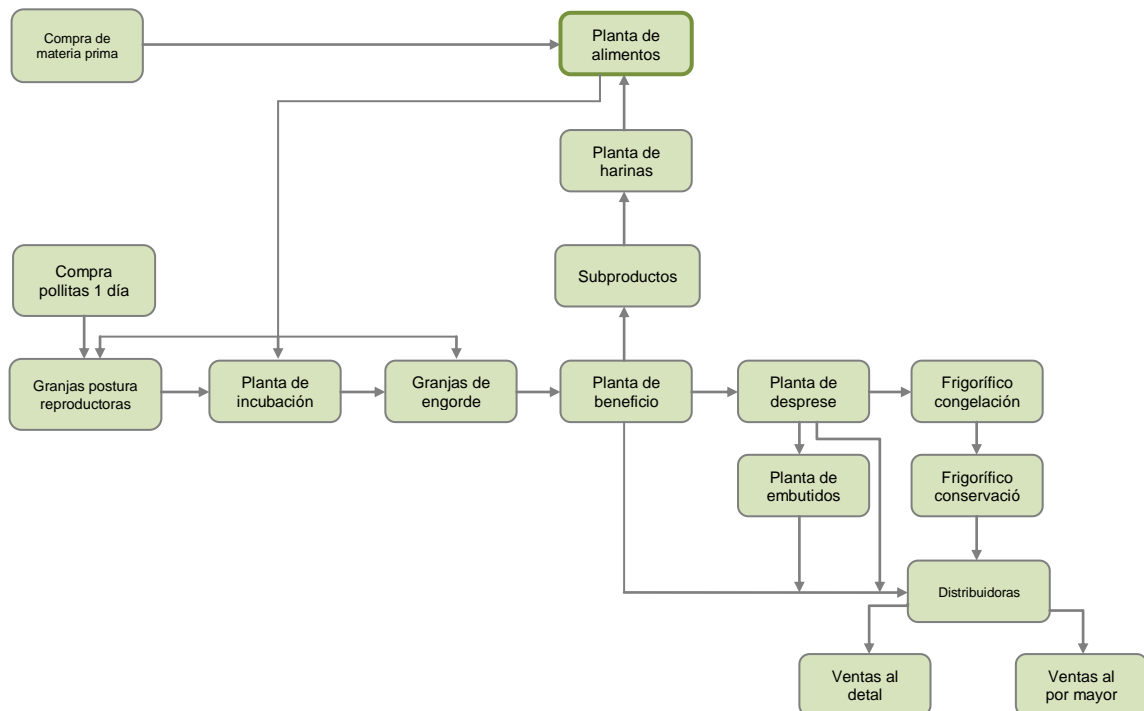 Compra de
materia prima
Planta de
alimentos
Planta de
harinas
Subproductos
Compra
pollitas 1 día
Granjas postura
reproductoras
Planta de
incubación
Granjas de
engorde
Planta de
beneficio
Planta de
desprese
Frigorífico
congelación
Planta de
embutidos
Frigorífico
conservació
Distribuidoras
Ventas al
detal
Ventas al
por mayor